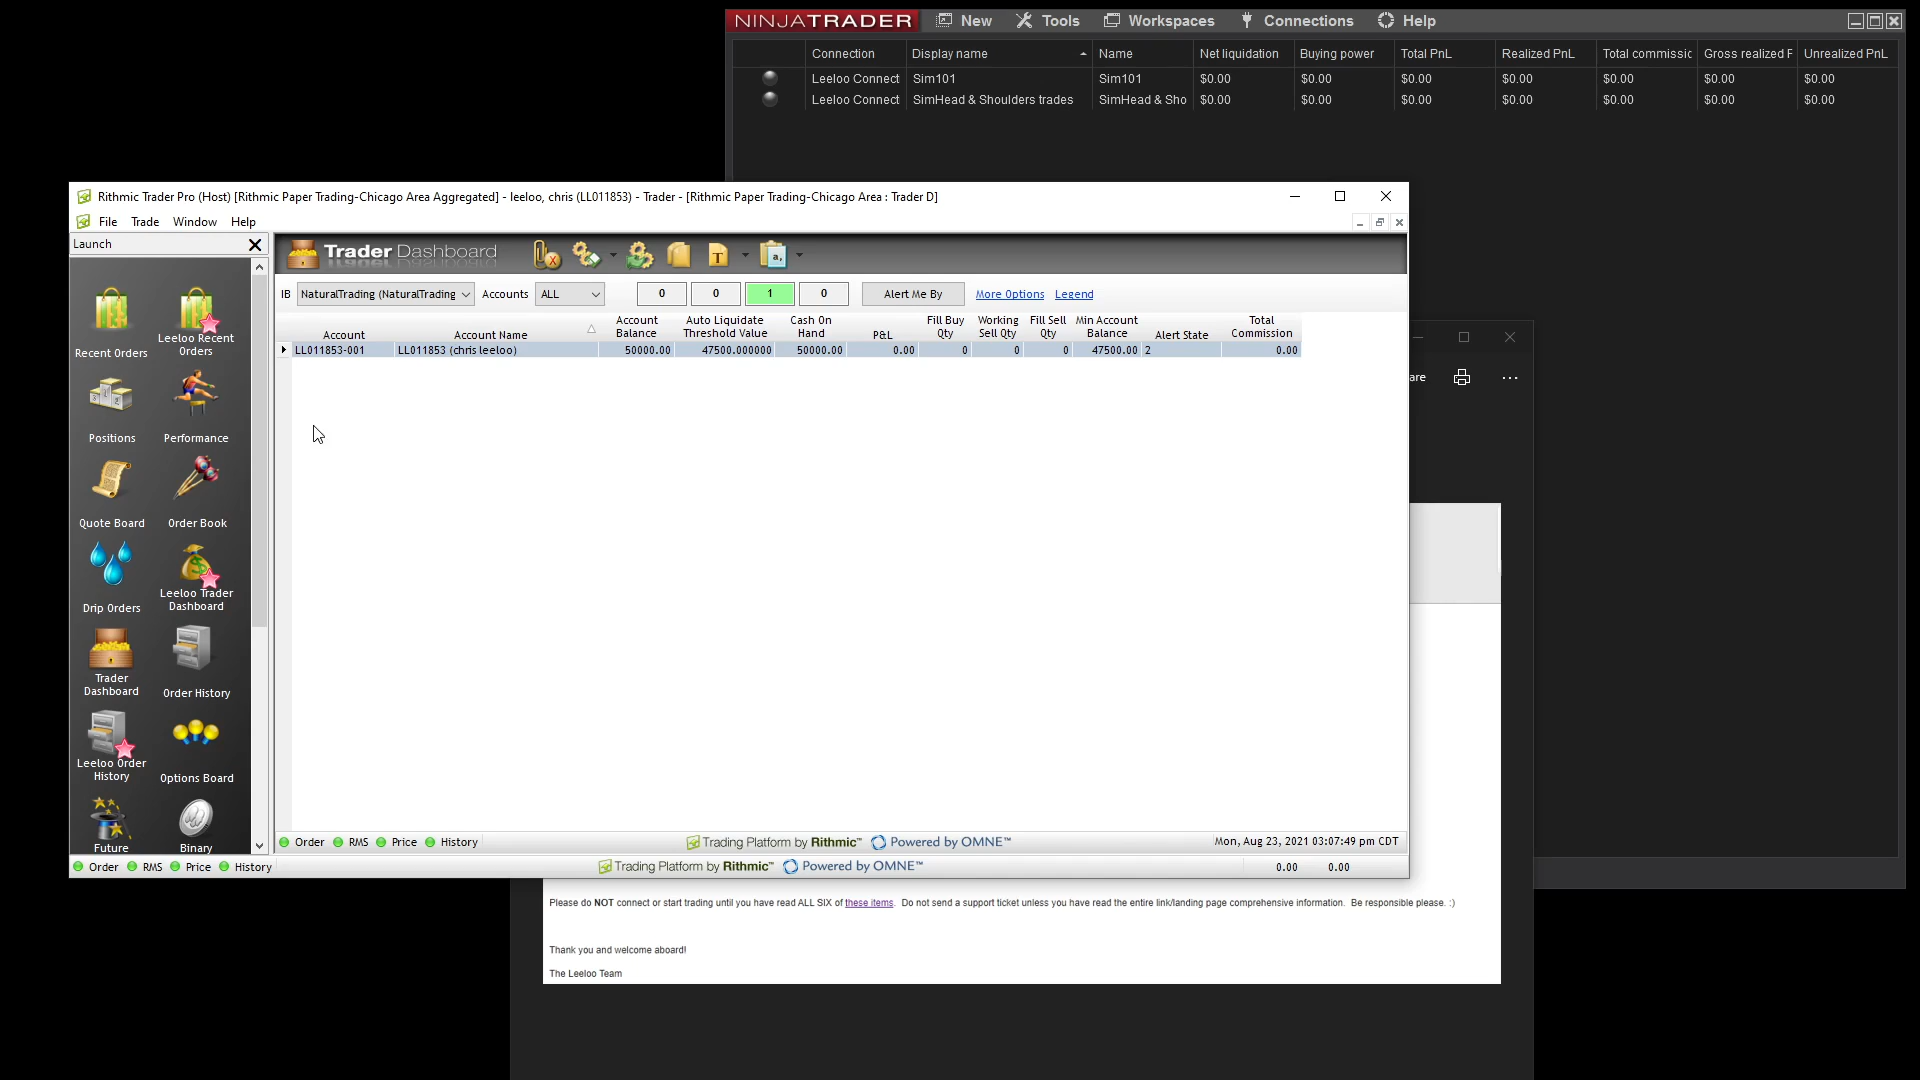 NINJATRADER New Tools Workspaces Connections Help
Connection Display name Name Net liquidation Buying power Total PnL Realized PnL Total commissic Gross realized F Unrealized PnL
Leeloo Connect Sim101 Sim101 $0.00 $0.00 $0.00 $0.00 $0.00 $0.00 $0.00
Leeloo Connect SimHead & Shoulders trades SimHead & Sho $0.00 $0.00 $0.00 $0.00 $0.00 $0.00 $0.00
Rithmic Trader Pro (Host) [Rithmic Paper Trading-Chicago Area Aggregated] - leeloo, chris (LL011853) - Trader - [Rithmic Paper Trading-Chicago Area : Trader D]
File Trade Window Help
Launch
Trader Dashboard
IB NaturalTrading (NaturalTrading Accounts ALL 0 0 1 0 Alert Me By More Options Legend
Account Account Name Account Balance Auto Liquidate Threshold Value Cash On Hand P&L Fill Buy Qty Working Sell Qty Fill Sell Qty Min Account Balance Alert State Total Commission
LL011853-001 LL011853 (chris leeloo) 50000.00 47500.000000 50000.00 0.00 0 0 0 47500.00 2 0.00
Recent Orders
Leeloo Recent Orders
Positions
Performance
Quote Board
Order Book
Drip Orders
Leeloo Trader Dashboard
Trader Dashboard
Order History
Leeloo Order History
Options Board
Future
Binary
are
Order RMS Price History Trading Platform by Rithmic™ Powered by OMNE™ Mon, Aug 23, 2021 03:07:49 pm CDT
Order RMS Price History Trading Platform by Rithmic™ Powered by OMNE™ 0.00 0.00
Please do NOT connect or start trading until you have read ALL SIX of these items. Do not send a support ticket unless you have read the entire link/landing page comprehensive information. Be responsible please. :)
Thank you and welcome aboard!
The Leeloo Team